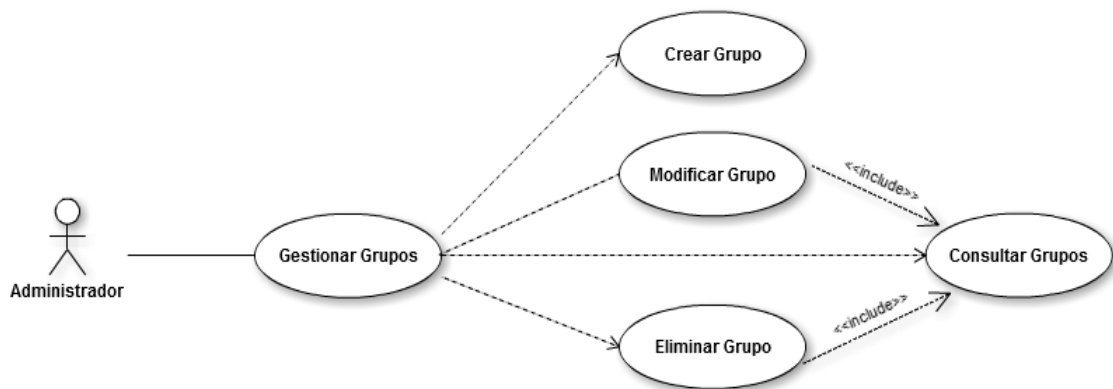 Crear Grupo
Modificar Grupo
<<include>>
Gestionar Grupos
Consultar Grupos
Administrador
<<include>>
Eliminar Grupo